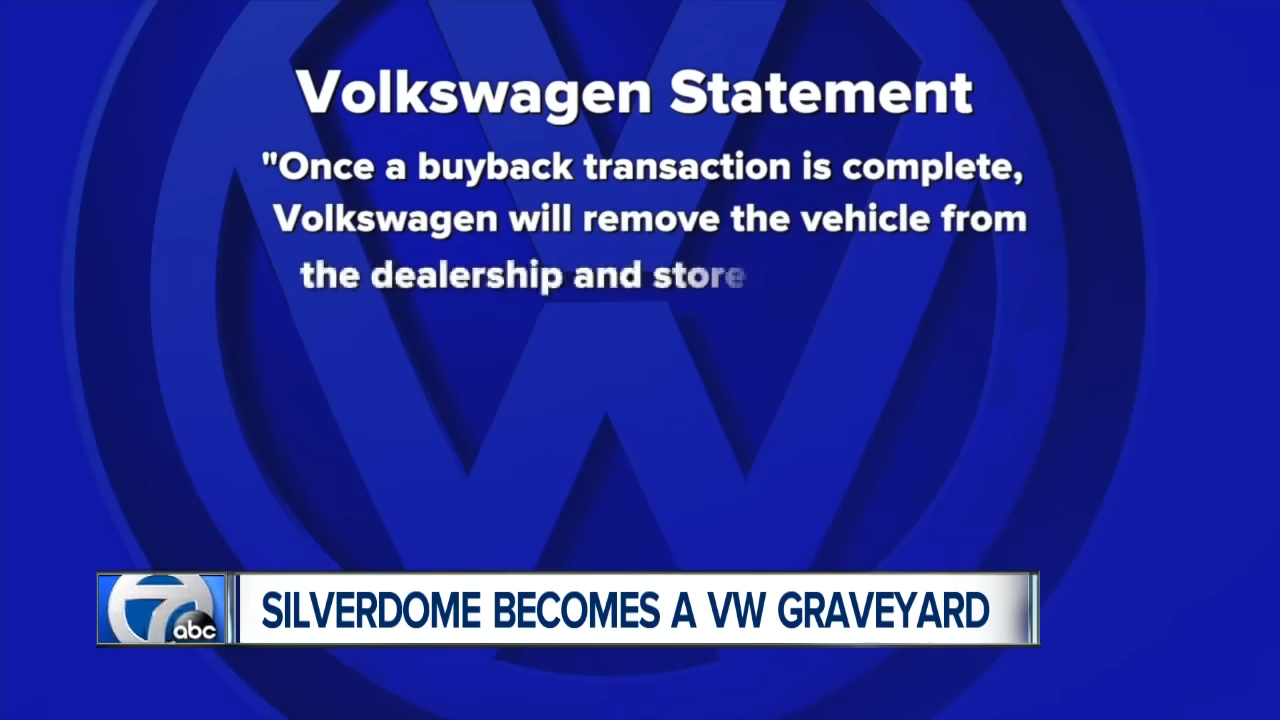 Volkswagen Statement
"Once a buyback transaction is complete,
Volkswagen will remove the vehicle from
the dealership and store
7 abc
SILVERDOME BECOMES A VW GRAVEYARD